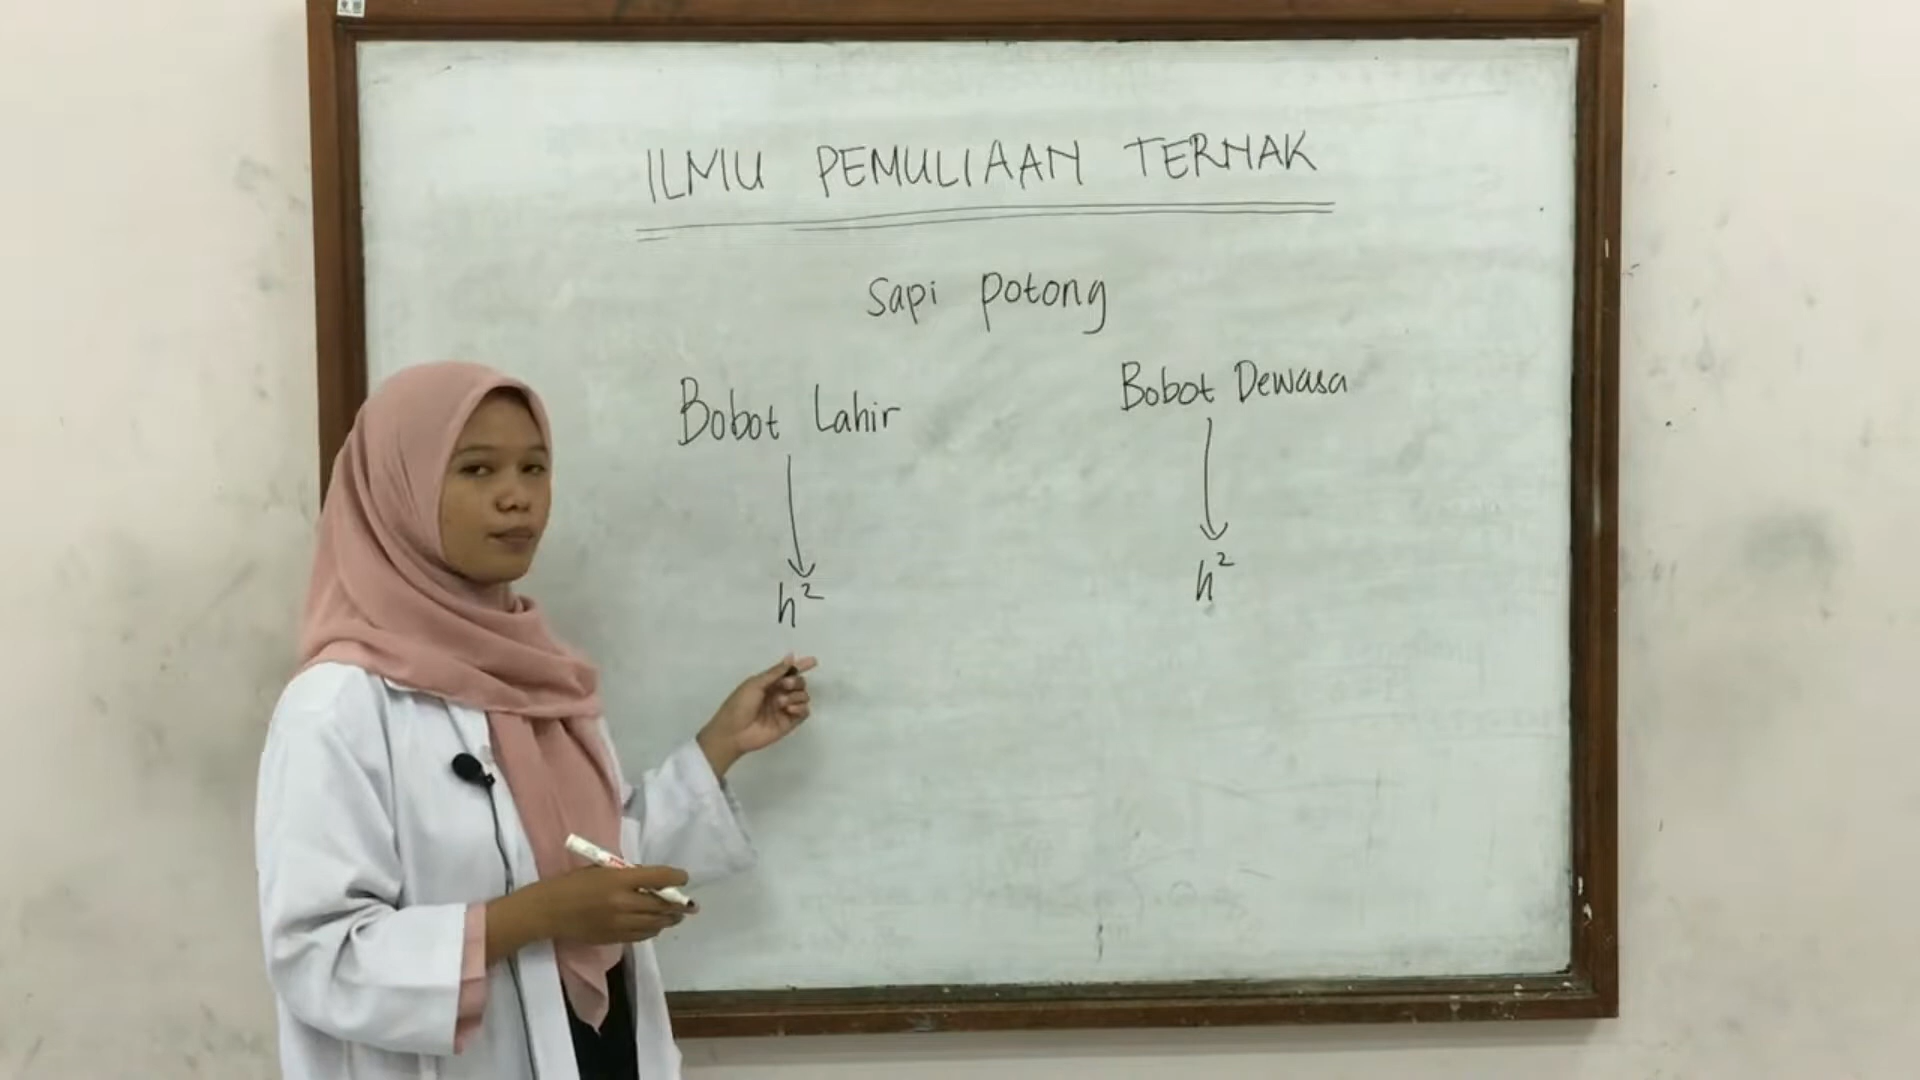 ILMU PEMULIAAN TERNAK
Sapi Potong
Bobot Lahir
Bobot Dewasa
h²
h²